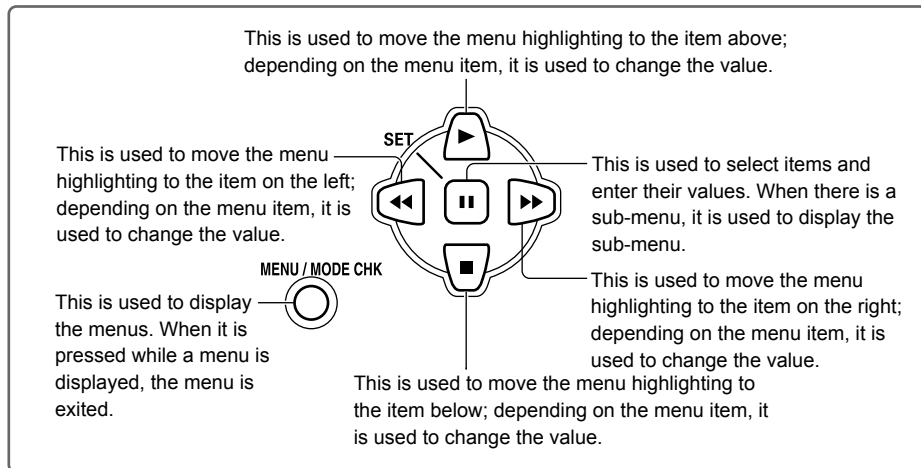 This is used to move the menu highlighting to the item above;
depending on the menu item, it is used to change the value.
SET
This is used to move the menu
highlighting to the item on the left;
depending on the menu item, it is
used to change the value.
This is used to select items and
enter their values. When there is a
sub-menu, it is used to display the
sub-menu.
MENU / MODE CHK
This is used to display
the menus. When it is
pressed while a menu is
displayed, the menu is
exited.
This is used to move the menu
highlighting to the item on the right;
depending on the menu item, it is
used to change the value.
This is used to move the menu highlighting to
the item below; depending on the menu item, it
is used to change the value.